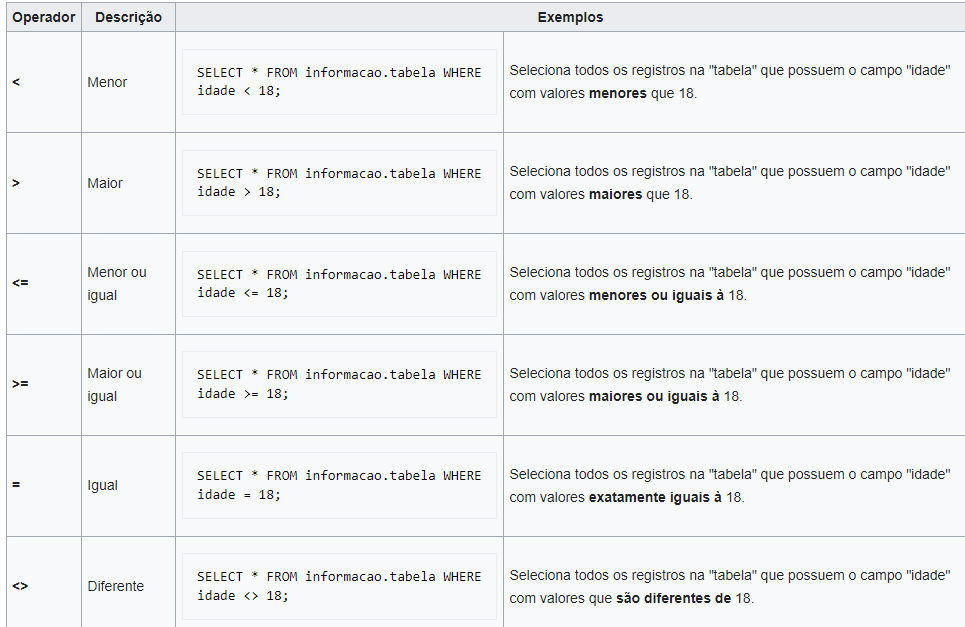 Operador Descrição Exemplos
< Menor SELECT * FROM informacao.tabela WHERE
idade < 18;
Seleciona todos os registros na "tabela" que possuem o campo "idade"
com valores menores que 18.
> Maior SELECT * FROM informacao.tabela WHERE
idade > 18;
Seleciona todos os registros na "tabela" que possuem o campo "idade"
com valores maiores que 18.
<= Menor ou
igual
SELECT * FROM informacao.tabela WHERE
idade <= 18;
Seleciona todos os registros na "tabela" que possuem o campo "idade"
com valores menores ou iguais à 18.
>= Maior ou
igual
SELECT * FROM informacao.tabela WHERE
idade >= 18;
Seleciona todos os registros na "tabela" que possuem o campo "idade"
com valores maiores ou iguais à 18.
= Igual SELECT * FROM informacao.tabela WHERE
idade = 18;
Seleciona todos os registros na "tabela" que possuem o campo "idade"
com valores exatamente iguais à 18.
<> Diferente SELECT * FROM informacao.tabela WHERE
idade <> 18;
Seleciona todos os registros na "tabela" que possuem o campo "idade"
com valores que são diferentes de 18.